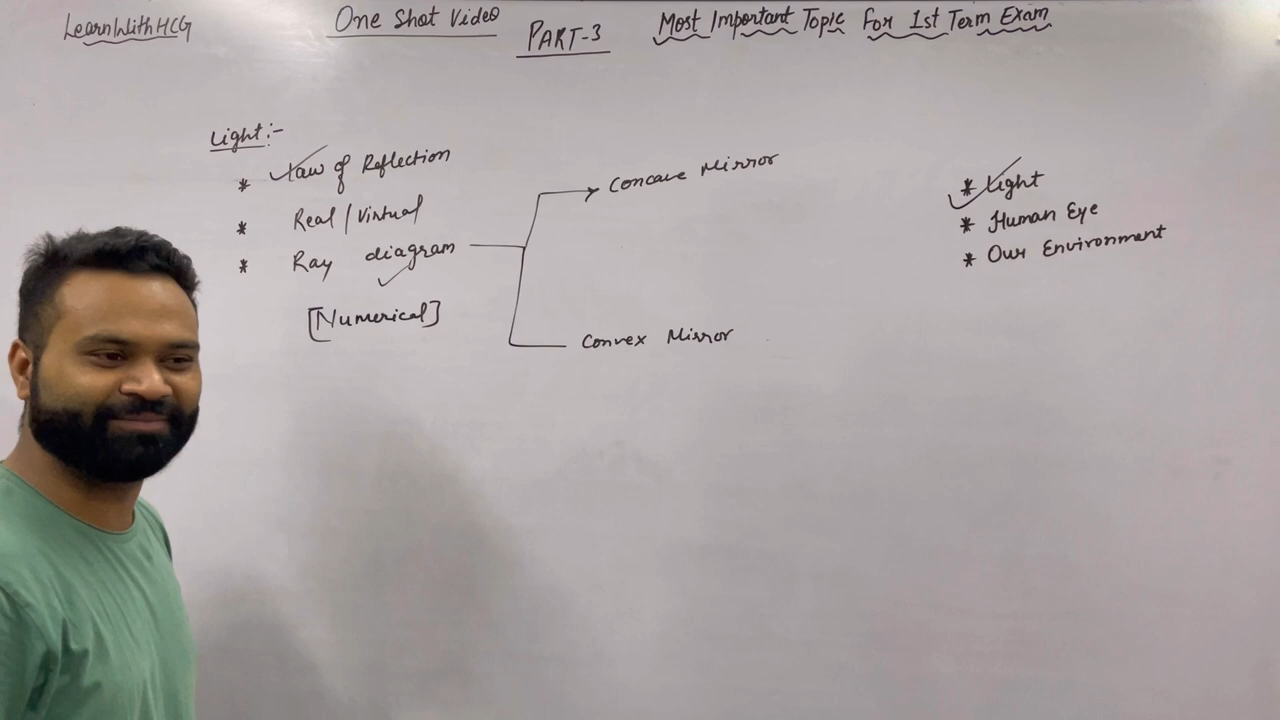 LearnWithHCG
One Shot Video
PART-3
Most Important Topic For 1st Term Exam
Light:-
* Law of Reflection
* Real/Virtual
* Ray diagram
[Numerical]
Concave Mirror
Convex Mirror
* Light
* Human Eye
* Our Environment